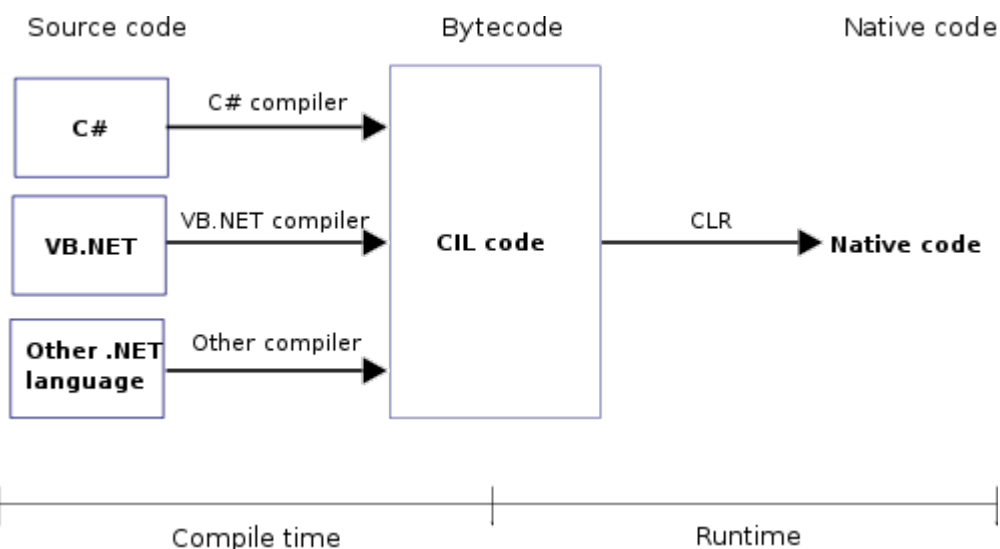 Source code
Bytecode
Native code
C# compiler
C#
VB.NET compiler
VB.NET
CIL code
CLR
Native code
Other compiler
Other .NET
language
Compile time
Runtime